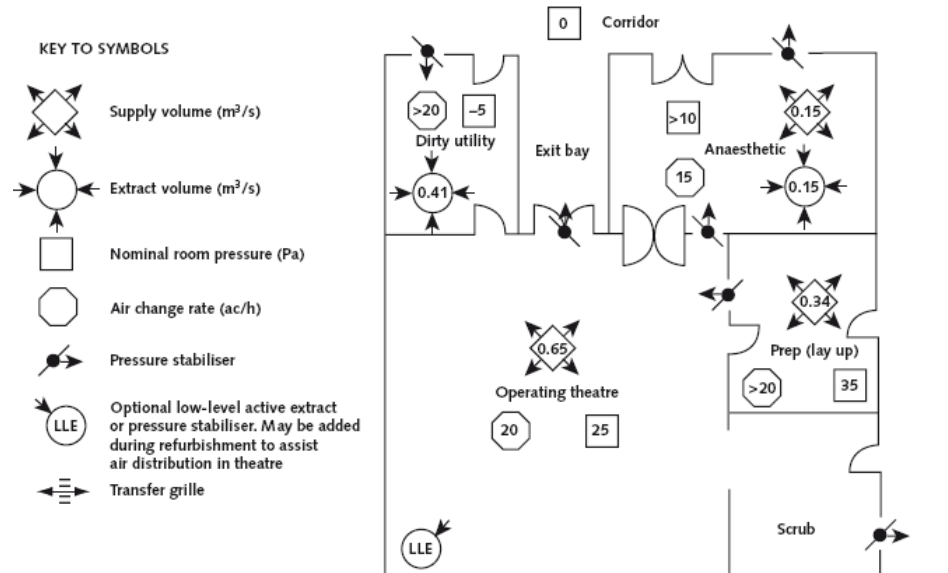 KEY TO SYMBOLS
Supply volume (m³/s)
Extract volume (m³/s)
Nominal room pressure (Pa)
Air change rate (ac/h)
Pressure stabiliser
LLE
Optional low-level active extract
or pressure stabiliser. May be added
during refurbishment to assist
air distribution in theatre
Transfer grille
0
Corridor
>20
–5
Dirty utility
0.41
Exit bay
>10
0.15
Anaesthetic
15
0.15
0.65
Operating theatre
20
25
0.34
Prep (lay up)
>20
35
Scrub
LLE